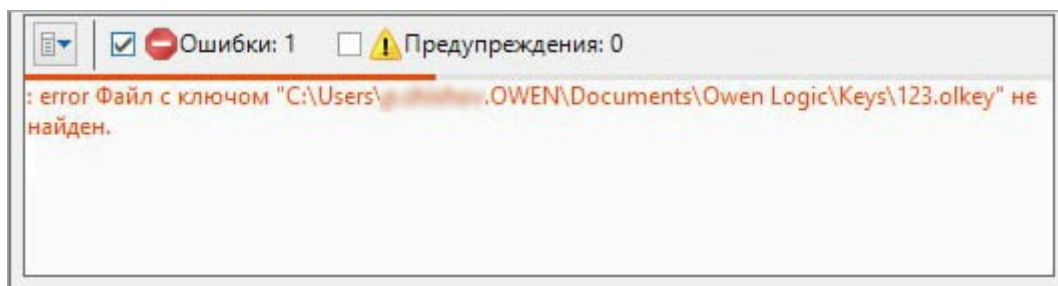 Ошибки: 1 Предупреждения: 0
: error Файл с ключом "C:\Users\ .OWEN\Documents\Owen Logic\Keys\123.olkey" не
найден.